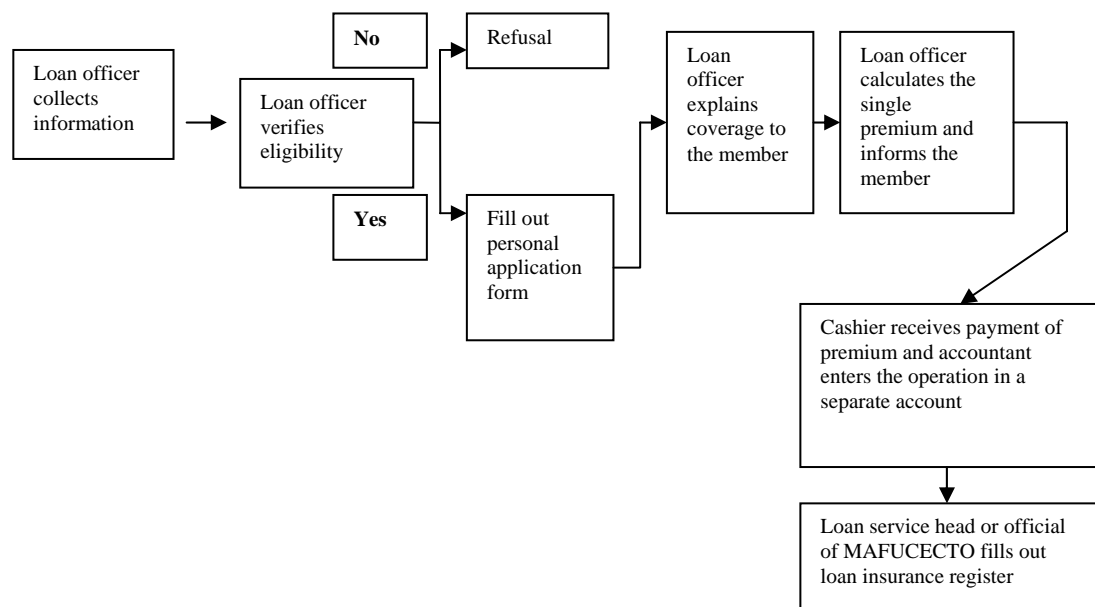 Loan officer
collects
information
Loan officer
verifies
eligibility
No
Refusal
Yes
Fill out
personal
application
form
Loan
officer
explains
coverage to
the member
Loan officer
calculates the
single
premium and
informs the
member
Cashier receives payment of
premium and accountant
enters the operation in a
separate account
Loan service head or official
of MAFUCECTO fills out
loan insurance register